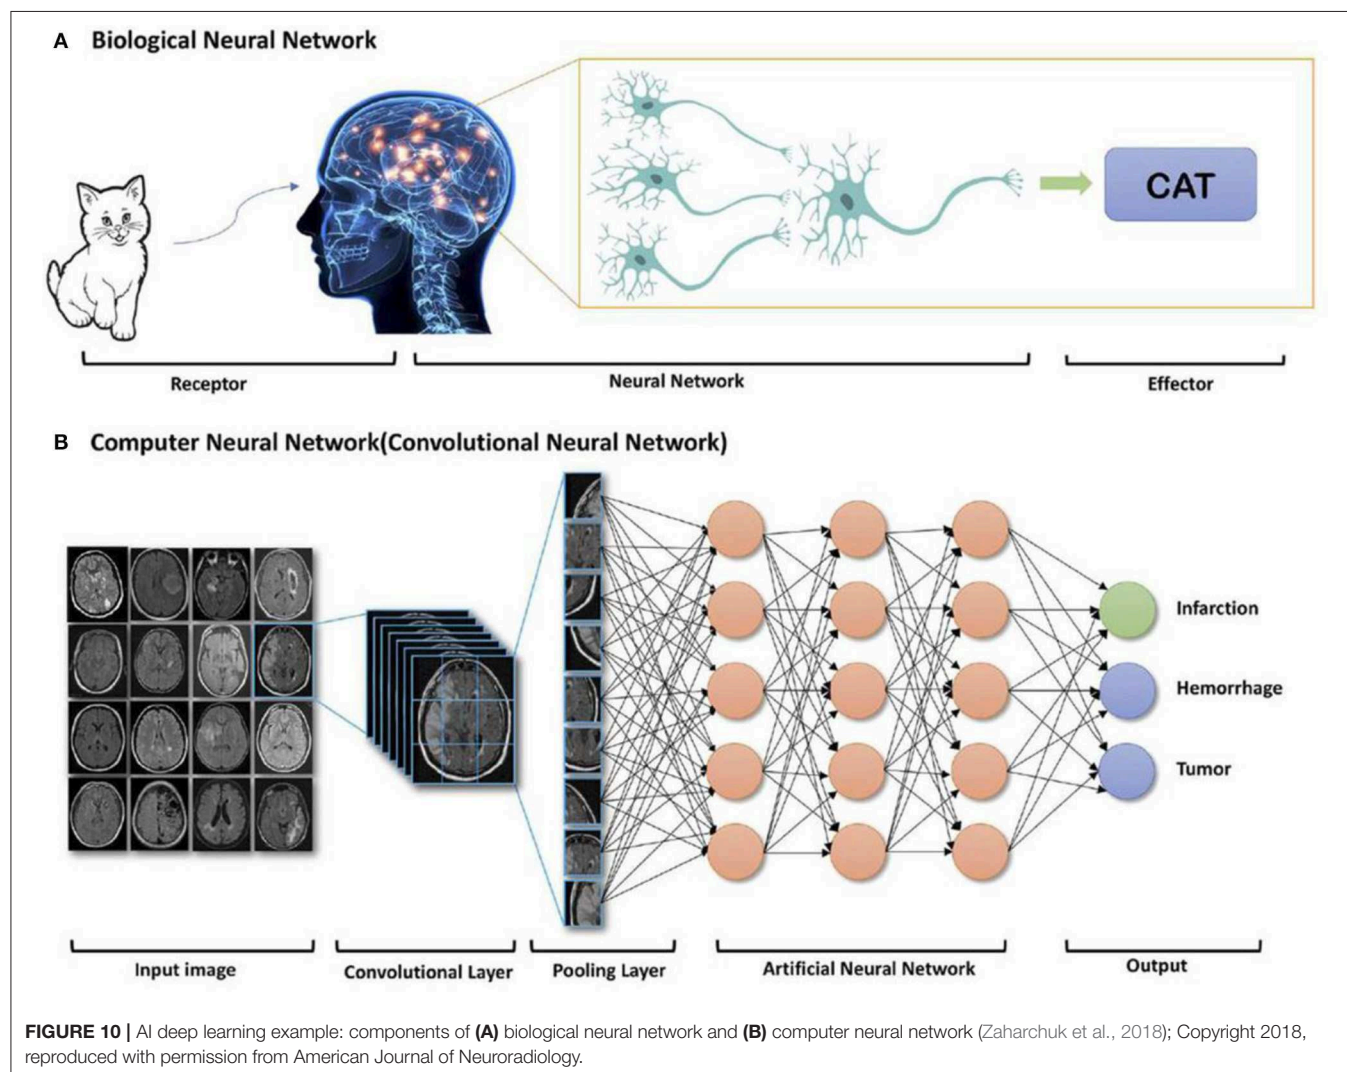 A Biological Neural Network
CAT
Receptor
Neural Network
Effector
B Computer Neural Network(Convolutional Neural Network)
Infarction
Hemorrhage
Tumor
Input image
Convolutional Layer
Pooling Layer
Artificial Neural Network
Output
FIGURE 10 | AI deep learning example: components of (A) biological neural network and (B) computer neural network (Zaharchuk et al., 2018); Copyright 2018,
reproduced with permission from American Journal of Neuroradiology.